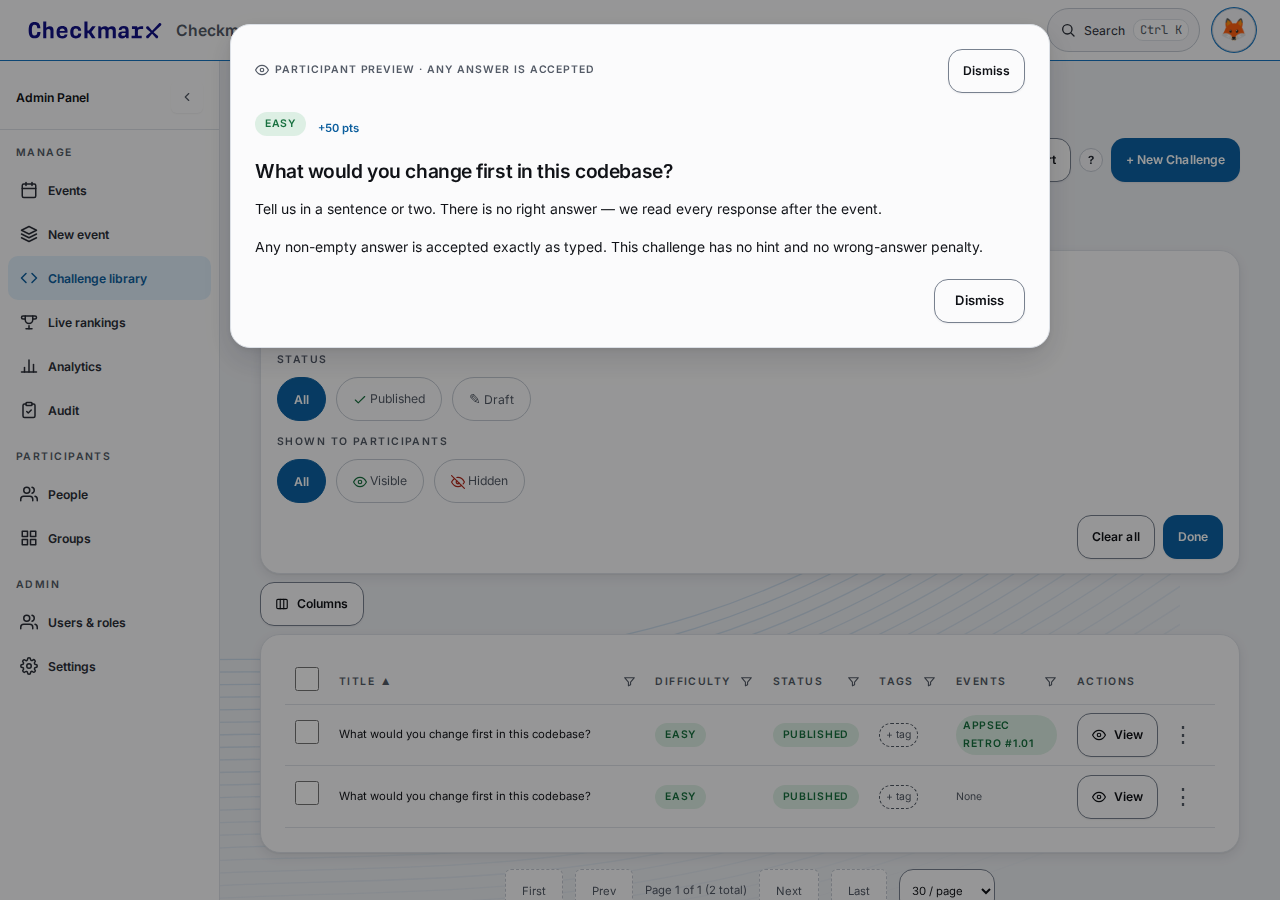 Checkmarx Checkm
Search Ctrl K
PARTICIPANT PREVIEW · ANY ANSWER IS ACCEPTED
Dismiss
EASY +50 pts
What would you change first in this codebase?
Tell us in a sentence or two. There is no right answer — we read every response after the event.
Any non-empty answer is accepted exactly as typed. This challenge has no hint and no wrong-answer penalty.
Dismiss
Admin Panel
MANAGE
Events
New event
Challenge library
Live rankings
Analytics
Audit
PARTICIPANTS
People
Groups
ADMIN
Users & roles
Settings
rt ? + New Challenge
STATUS
All Published Draft
SHOWN TO PARTICIPANTS
All Visible Hidden
Clear all Done
Columns
TITLE ▲ DIFFICULTY STATUS TAGS EVENTS ACTIONS
What would you change first in this codebase? EASY PUBLISHED + tag APPSEC RETRO #1.01 View
What would you change first in this codebase? EASY PUBLISHED + tag None View
First Prev Page 1 of 1 (2 total) Next Last 30 / page